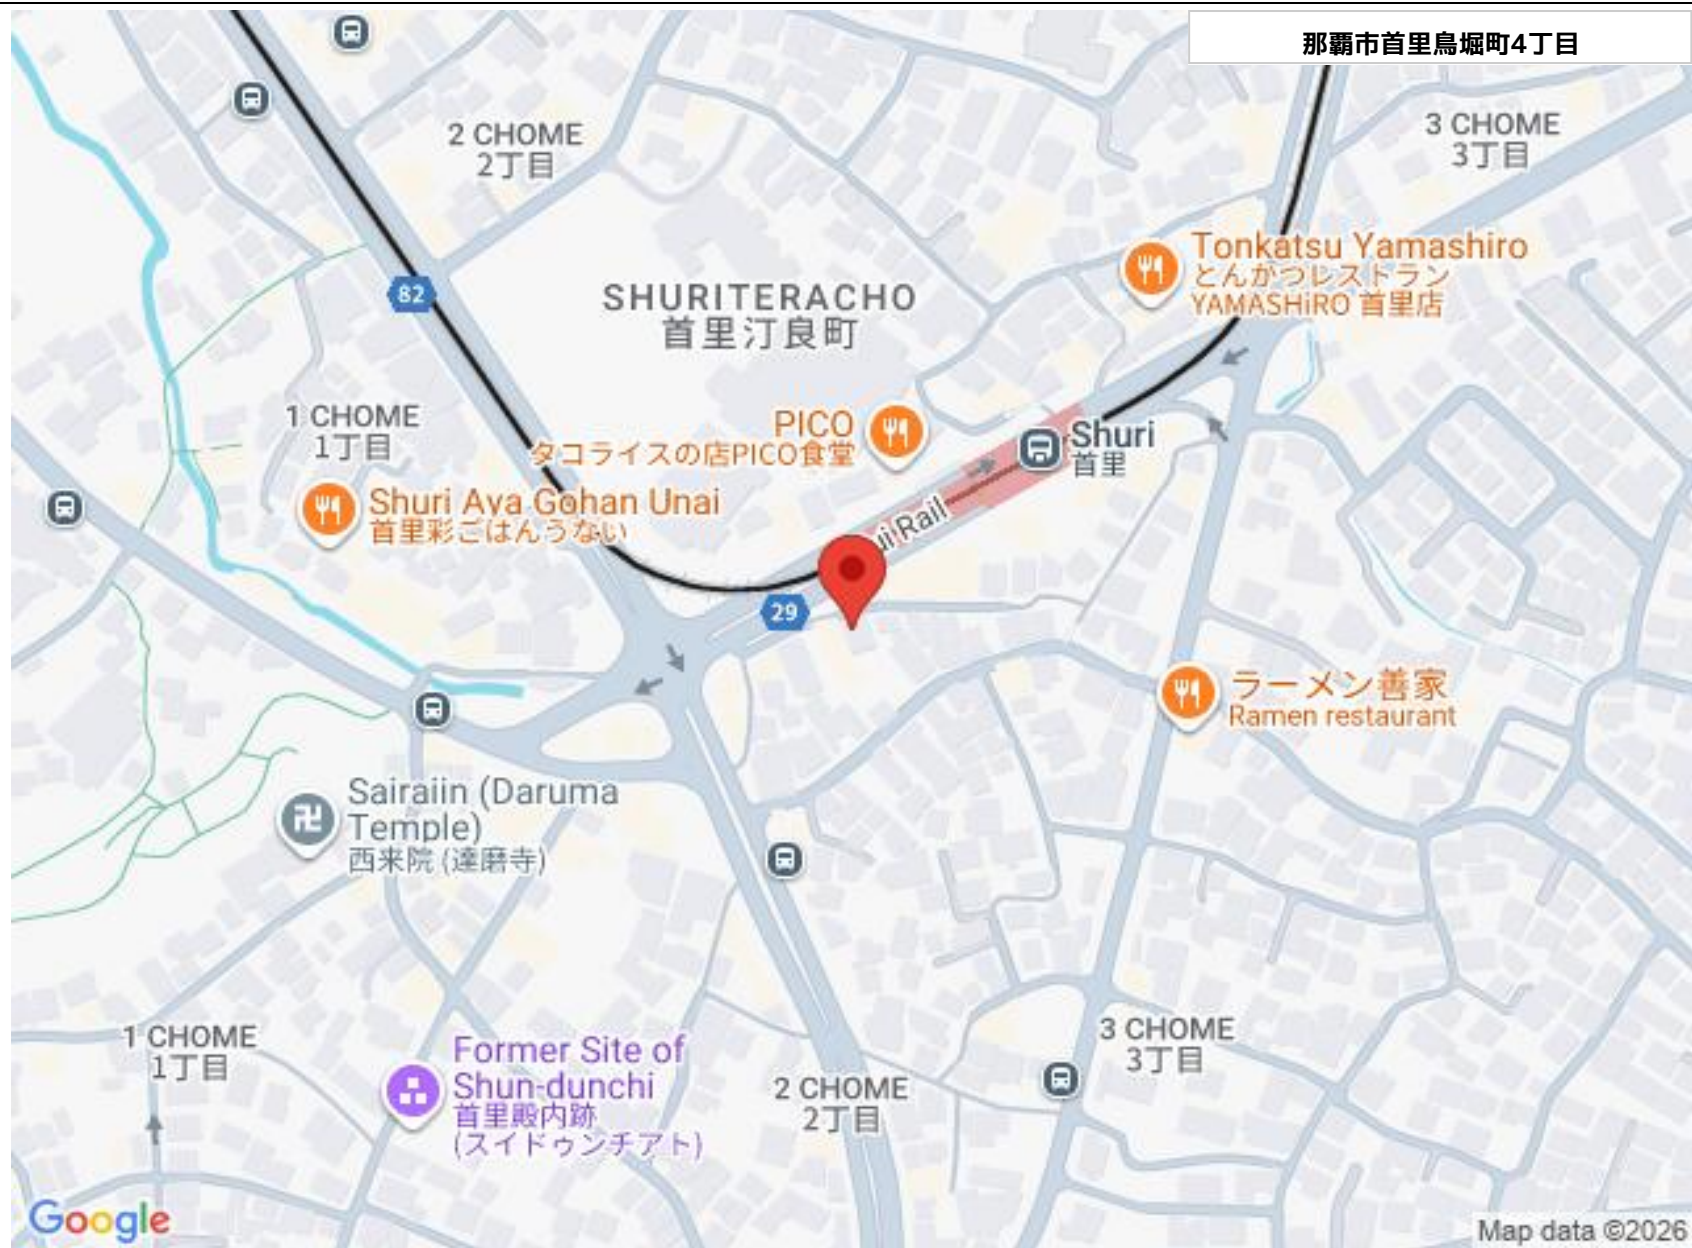 那覇市首里鳥堀町4丁目
2 CHOME
2丁目
3 CHOME
3丁目
82
SHURITERACHO
首里汀良町
Tonkatsu Yamashiro
とんかつレストラン
YAMASHiRO 首里店
1 CHOME
1丁目
PICO
タコライスの店PICO食堂
Shuri
首里
Shuri Aya Gohan Unai
首里彩ごはんうない
ui Rail
29
ラーメン善家
Ramen restaurant
Sairaiin (Daruma
Temple)
西来院 (達磨寺)
1 CHOME
1丁目
Former Site of
Shun-dunchi
首里殿内跡
(スイドゥンチアト)
2 CHOME
2丁目
3 CHOME
3丁目
Google
Map data ©2026